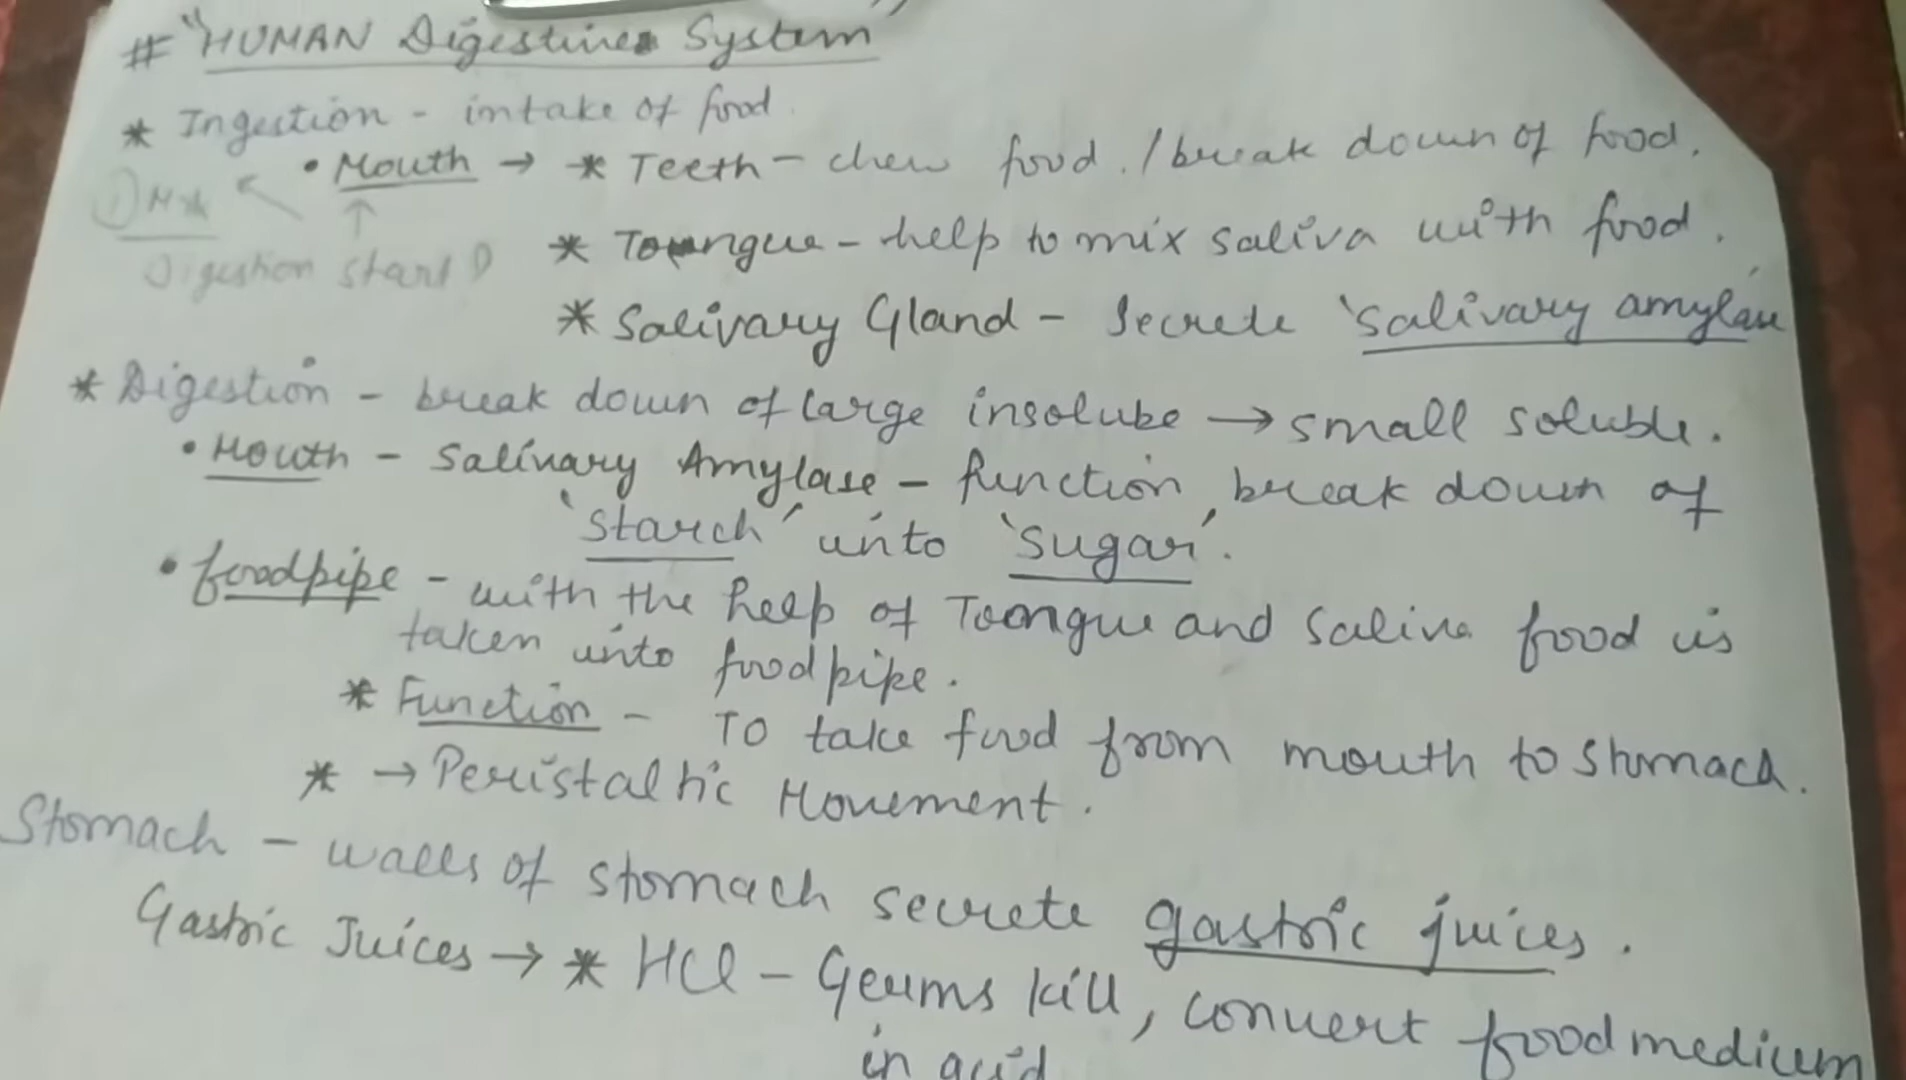 # "HUMAN Digestive System"
* Ingestion - intake of food.
• Mouth → * Teeth - chew food. / break down of food.
Digestion start
* Toungue - help to mix saliva with food.
* Salivary Gland - Secrete 'salivary amylase'
* Digestion - break down of large insolube → small soluble.
• Mouth - Salivary Amylase - function, break down of
'starch' into 'sugar'.
• foodpipe - with the help of Toongue and saliva food is
taken into foodpipe.
* Function - To take food from mouth to stomach.
* → Peristaltic Movement.
Stomach - walls of stomach secrete gastric juices.
Gastric Juices → * HCl - Germs kill, convert food medium
in acid